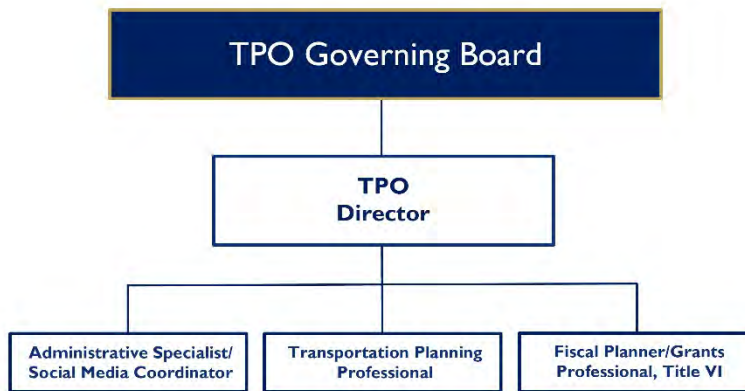 TPO Governing Board
TPO
Director
Administrative Specialist/
Social Media Coordinator
Transportation Planning
Professional
Fiscal Planner/Grants
Professional, Title VI